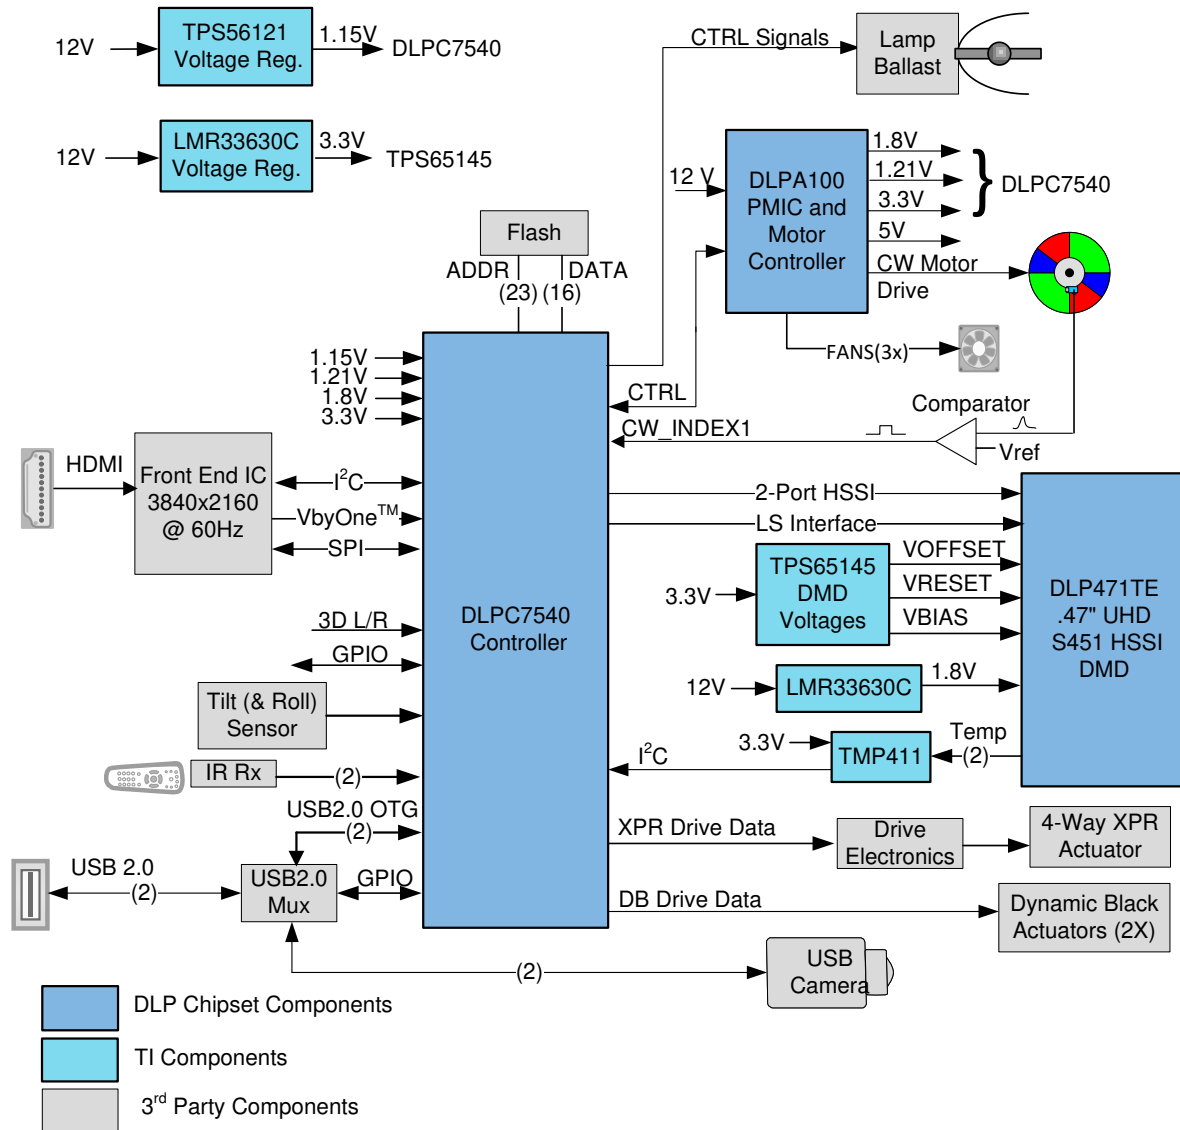 12V
TPS56121
Voltage Reg.
1.15V
DLPC7540
12V
LMR33630C
Voltage Reg.
3.3V
TPS65145
CTRL Signals
Lamp
Ballast
12 V
DLPA100
PMIC and
Motor
Controller
1.8V
1.21V
3.3V
5V
CW Motor
Drive
}
DLPC7540
FANS(3x)
Flash
ADDR
(23)
DATA
(16)
1.15V
1.21V
1.8V
3.3V
CTRL
CW_INDEX1
Comparator
Vref
HDMI
Front End IC
3840x2160
@ 60Hz
I²C
VbyOne™
SPI
DLPC7540
Controller
2-Port HSSI
LS Interface
3.3V
TPS65145
DMD
Voltages
VOFFSET
VRESET
VBIAS
DLP471TE
.47" UHD
S451 HSSI
DMD
12V
LMR33630C
1.8V
3.3V
TMP411
Temp
(2)
I²C
3D L/R
GPIO
Tilt (& Roll)
Sensor
IR Rx
(2)
USB2.0 OTG
(2)
USB 2.0
(2)
USB2.0
Mux
GPIO
(2)
XPR Drive Data
Drive
Electronics
4-Way XPR
Actuator
DB Drive Data
Dynamic Black
Actuators (2X)
USB
Camera
DLP Chipset Components
TI Components
3rd Party Components